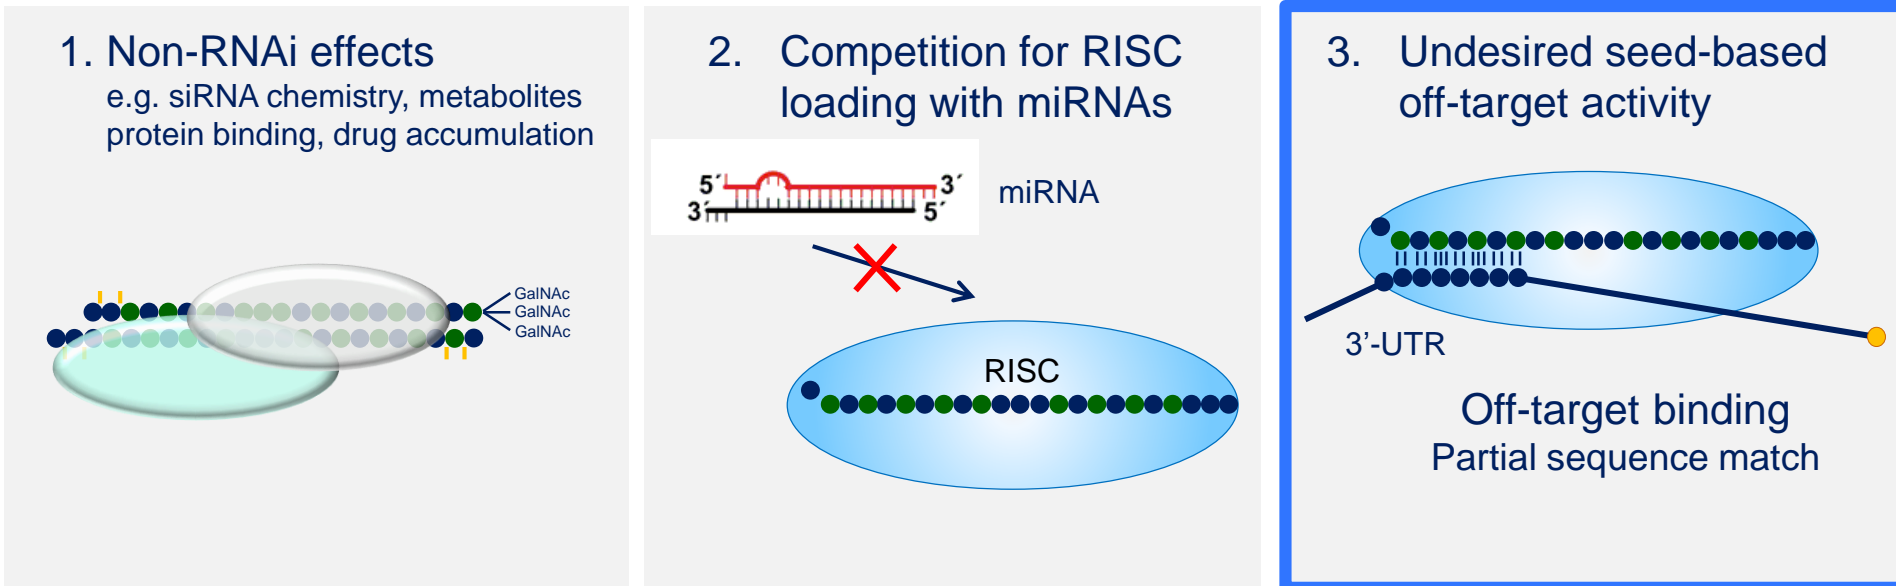 1. Non-RNAi effects
e.g. siRNA chemistry, metabolites
protein binding, drug accumulation
GalNAc
GalNAc
GalNAc
2. Competition for RISC
loading with miRNAs
5´ 3´
3´ 5´
miRNA
RISC
3. Undesired seed-based
off-target activity
3’-UTR
Off-target binding
Partial sequence match